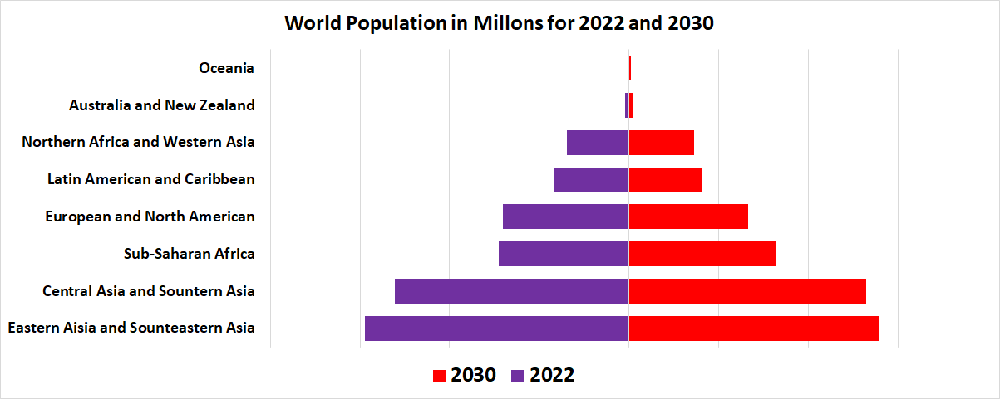 World Population in Millons for 2022 and 2030
Oceania
Australia and New Zealand
Northern Africa and Western Asia
Latin American and Caribbean
European and North American
Sub-Saharan Africa
Central Asia and Sountern Asia
Eastern Aisia and Sounteastern Asia
2030 2022